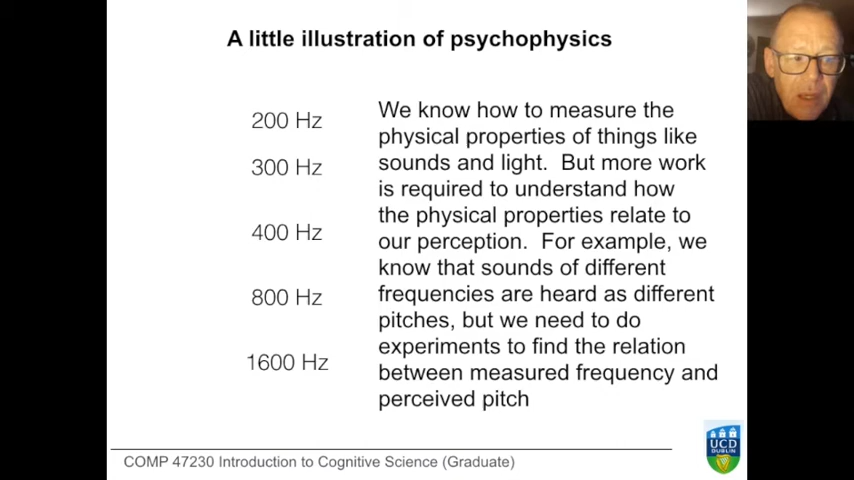 A little illustration of psychophysics
200 Hz
300 Hz
400 Hz
800 Hz
1600 Hz
We know how to measure the
physical properties of things like
sounds and light.  But more work
is required to understand how
the physical properties relate to
our perception.  For example, we
know that sounds of different
frequencies are heard as different
pitches, but we need to do
experiments to find the relation
between measured frequency and
perceived pitch
COMP 47230 Introduction to Cognitive Science (Graduate)
UCD
DUBLIN